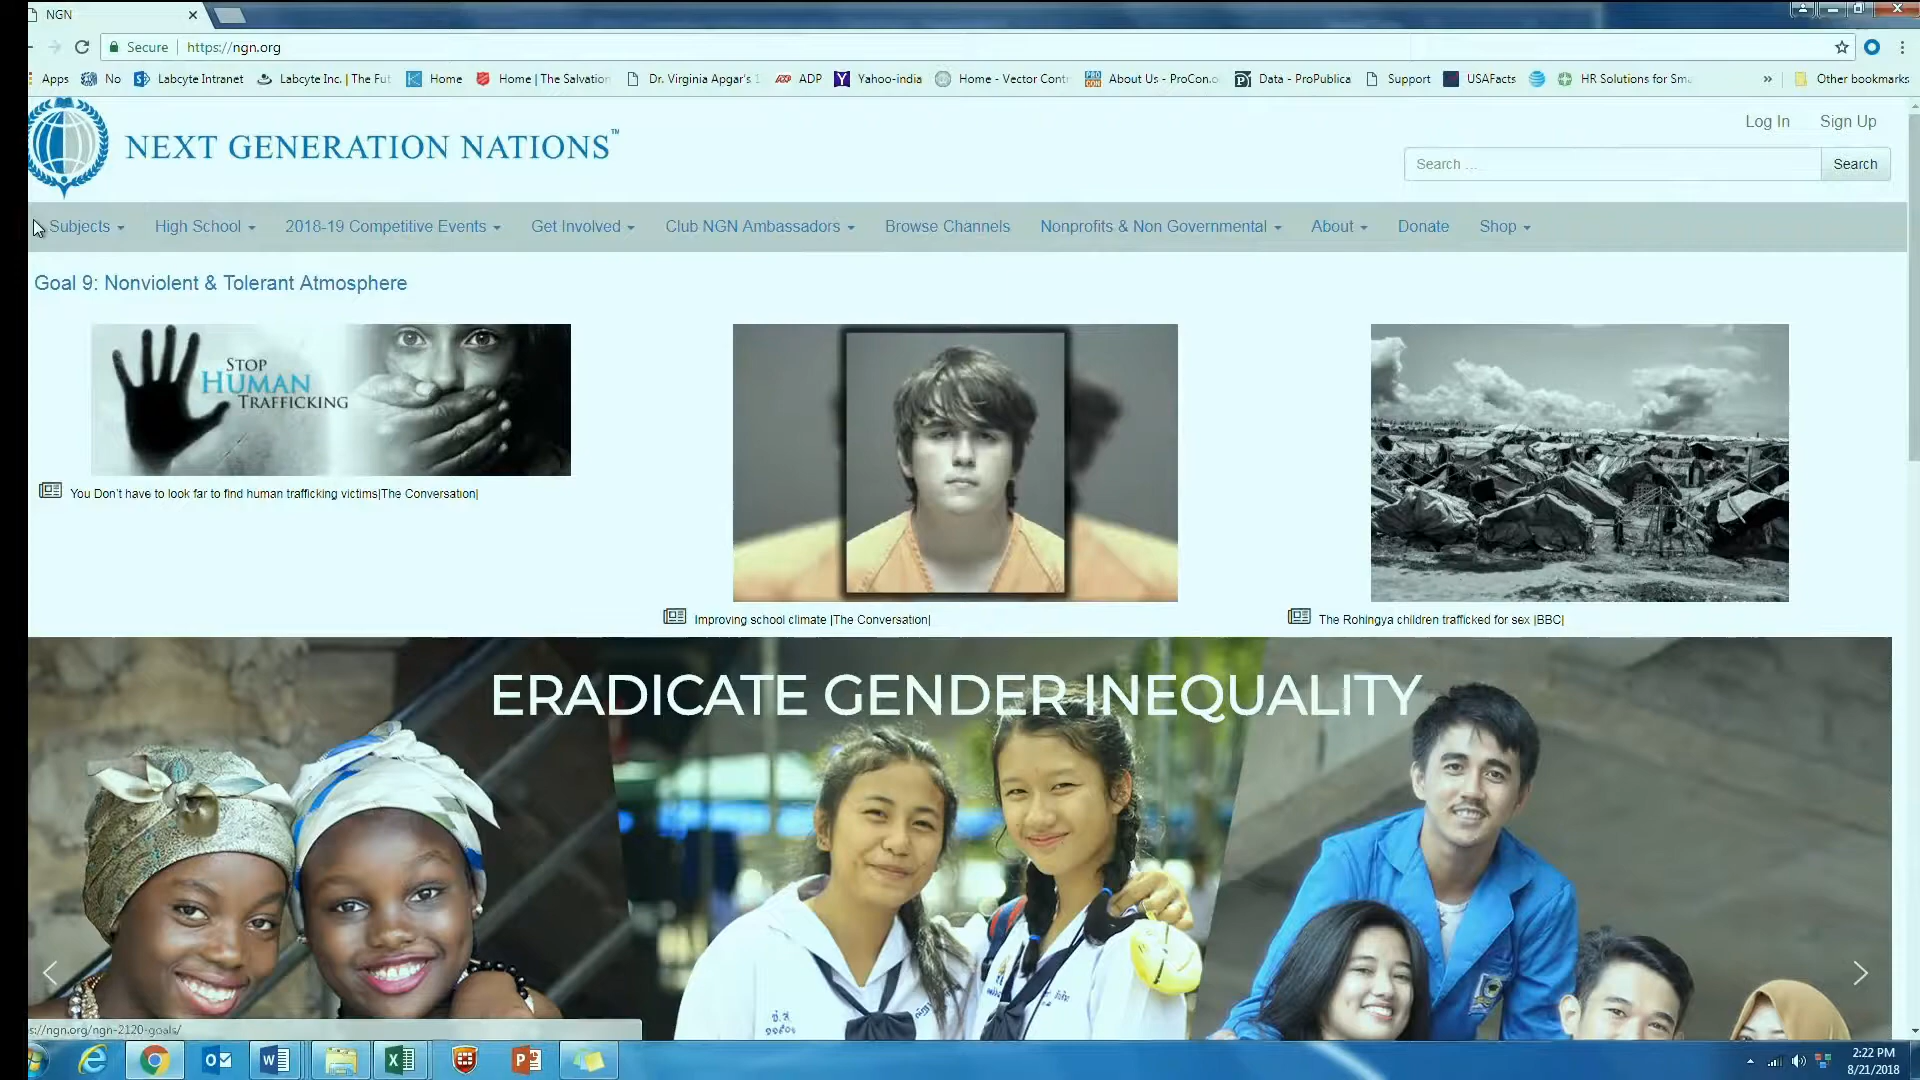 NGN
Secure https://ngn.org
Apps No Labcyte Intranet Labcyte Inc. | The Fut Home Home | The Salvation Dr. Virginia Apgar's 1 ADP Yahoo-india Home - Vector Contr About Us - ProCon.o Data - ProPublica Support USAFacts HR Solutions for Sma » Other bookmarks
Log In Sign Up
NEXT GENERATION NATIONS™
Search ... Search
Subjects High School 2018-19 Competitive Events Get Involved Club NGN Ambassadors Browse Channels Nonprofits & Non Governmental About Donate Shop
Goal 9: Nonviolent & Tolerant Atmosphere
STOP
HUMAN
TRAFFICKING
You Don't have to look far to find human trafficking victims|The Conversation|
Improving school climate |The Conversation|
The Rohingya children trafficked for sex |BBC|
ERADICATE GENDER INEQUALITY
s://ngn.org/ngn-2120-goals/
2:22 PM
8/21/2018